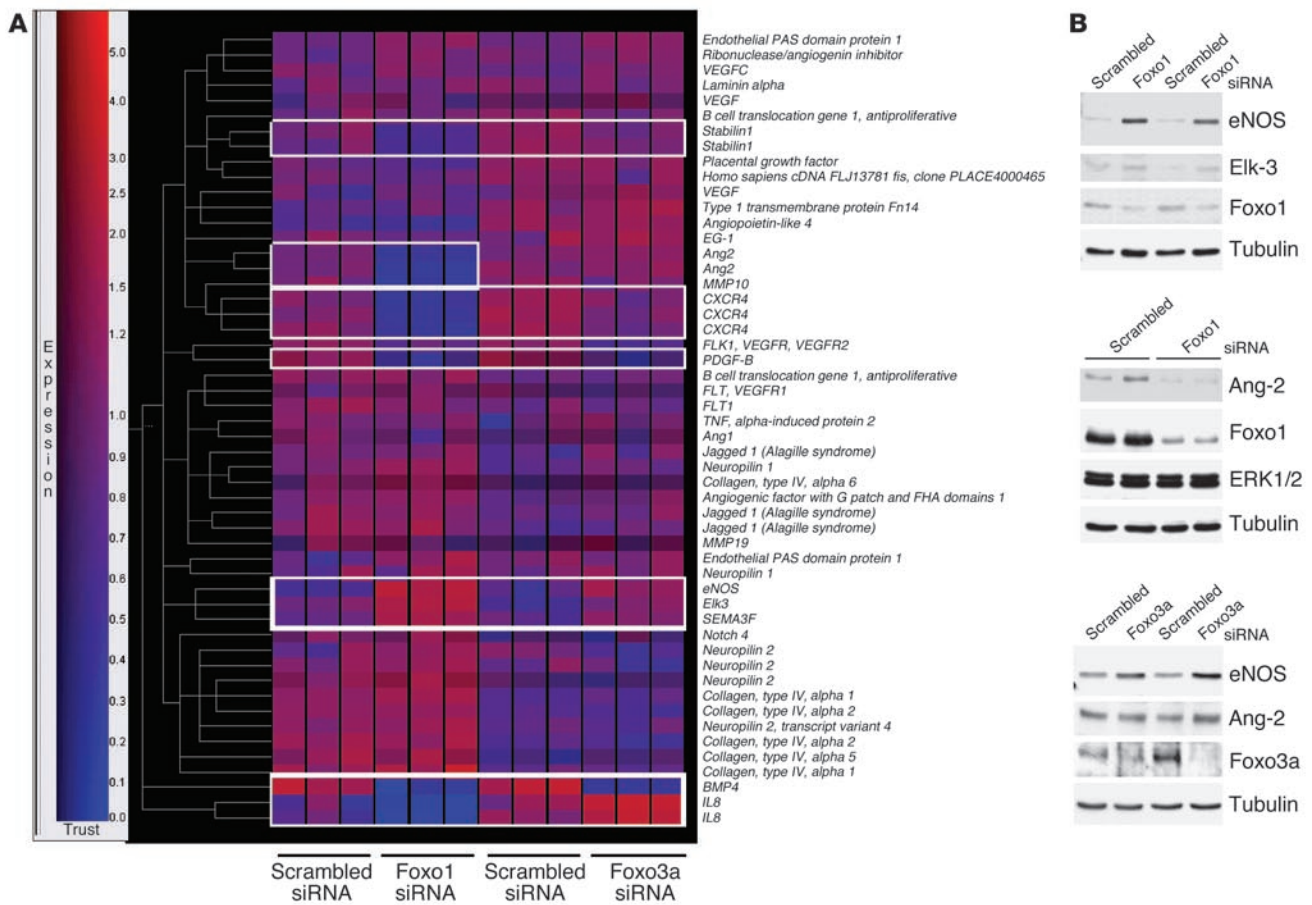 A
Expression
5.0
4.0
3.0
2.5
2.0
1.5
1.2
1.0
0.9
0.8
0.7
0.6
0.5
0.4
0.3
0.2
0.1
0.0
Trust
Endothelial PAS domain protein 1
Ribonuclease/angiogenin inhibitor
VEGFC
Laminin alpha
VEGF
B cell translocation gene 1, antiproliferative
Stabilin1
Stabilin1
Placental growth factor
Homo sapiens cDNA FLJ13781 fis, clone PLACE4000465
VEGF
Type 1 transmembrane protein Fn14
Angiopoietin-like 4
EG-1
Ang2
Ang2
MMP10
CXCR4
CXCR4
CXCR4
FLK1, VEGFR, VEGFR2
PDGF-B
B cell translocation gene 1, antiproliferative
FLT, VEGFR1
FLT1
TNF, alpha-induced protein 2
Ang1
Jagged 1 (Alagille syndrome)
Neuropilin 1
Collagen, type IV, alpha 6
Angiogenic factor with G patch and FHA domains 1
Jagged 1 (Alagille syndrome)
Jagged 1 (Alagille syndrome)
MMP19
Endothelial PAS domain protein 1
Neuropilin 1
eNOS
Elk3
SEMA3F
Notch 4
Neuropilin 2
Neuropilin 2
Neuropilin 2
Collagen, type IV, alpha 1
Collagen, type IV, alpha 2
Neuropilin 2, transcript variant 4
Collagen, type IV, alpha 2
Collagen, type IV, alpha 5
Collagen, type IV, alpha 1
BMP4
IL8
IL8
Scrambled siRNA
Foxo1 siRNA
Scrambled siRNA
Foxo3a siRNA
B
Scrambled Foxo1 Scrambled Foxo1 siRNA
eNOS
Elk-3
Foxo1
Tubulin
Scrambled Foxo1 siRNA
Ang-2
Foxo1
ERK1/2
Tubulin
Scrambled Foxo3a Scrambled Foxo3a siRNA
eNOS
Ang-2
Foxo3a
Tubulin